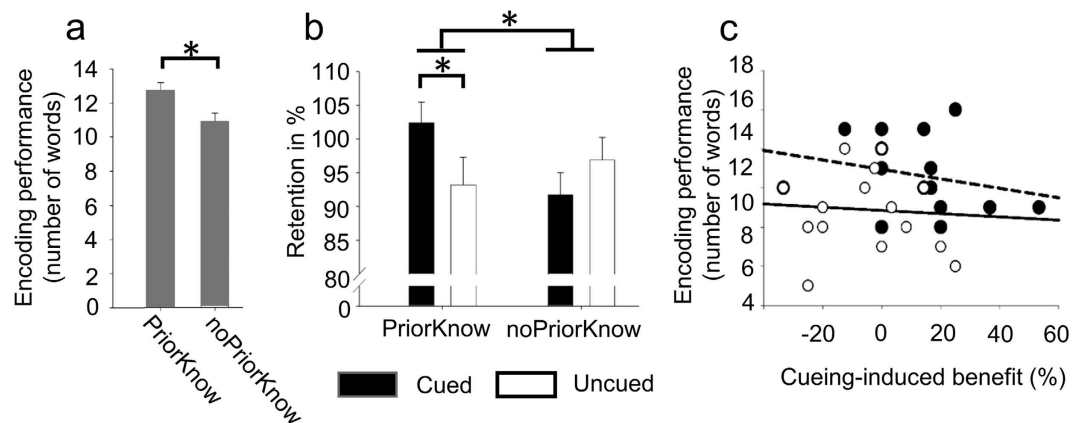 a
*
Encoding performance
(number of words)
14
12
10
8
6
4
2
0
PriorKnow
noPriorKnow
b
*
*
Retention in %
110
105
100
95
90
80
0
PriorKnow
noPriorKnow
Cued
Uncued
c
Encoding performance
(number of words)
18
16
14
12
10
8
6
4
-20
0
20
40
60
Cueing-induced benefit (%)